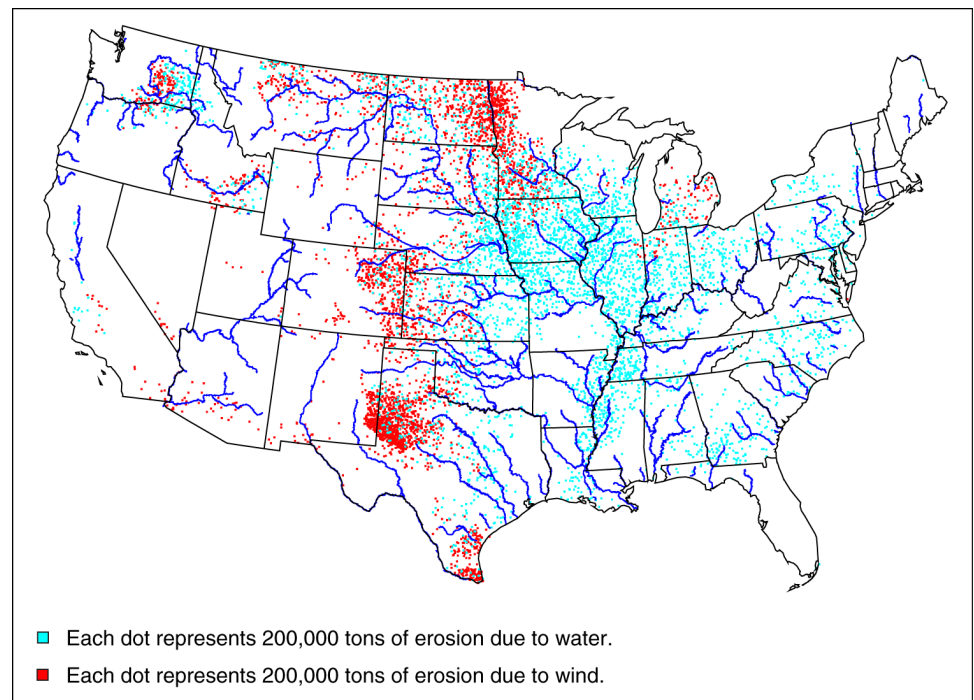 Each dot represents 200,000 tons of erosion due to water.
Each dot represents 200,000 tons of erosion due to wind.